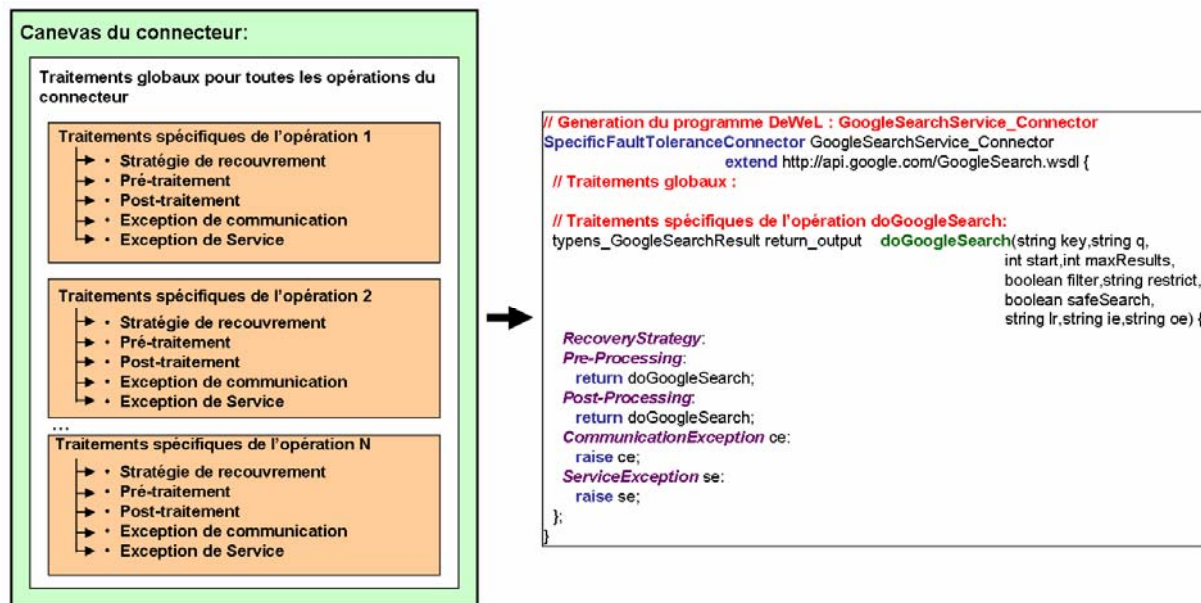 Canevas du connecteur:
Traitements globaux pour toutes les opérations du
connecteur
Traitements spécifiques de l'opération 1
• Stratégie de recouvrement
• Pré-traitement
• Post-traitement
• Exception de communication
• Exception de Service
Traitements spécifiques de l'opération 2
• Stratégie de recouvrement
• Pré-traitement
• Post-traitement
• Exception de communication
• Exception de Service
...
Traitements spécifiques de l'opération N
• Stratégie de recouvrement
• Pré-traitement
• Post-traitement
• Exception de communication
• Exception de Service
// Generation du programme DeWeL : GoogleSearchService_Connector
SpecificFaultToleranceConnector GoogleSearchService_Connector
extend http://api.google.com/GoogleSearch.wsdl {
// Traitements globaux :
// Traitements spécifiques de l'opération doGoogleSearch:
typens_GoogleSearchResult return_output doGoogleSearch(string key,string q,
int start,int maxResults,
boolean filter,string restrict,
boolean safeSearch,
string lr,string ie,string oe) {
RecoveryStrategy:
Pre-Processing:
return doGoogleSearch;
Post-Processing:
return doGoogleSearch;
CommunicationException ce:
raise ce;
ServiceException se:
raise se;
};
}